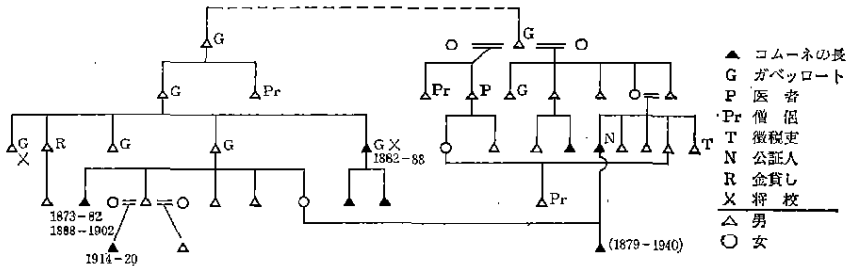 G G
G Pr Pr P G
G R G G G N T
X X
1862-88
1873-82 Pr
1888-1902
1914-20 (1879-1940)
▲ コムーネの長
G ガベッロート
P 医者
Pr 僧侶
T 徴税吏
N 公証人
R 金貸し
X 将校
△ 男
○ 女